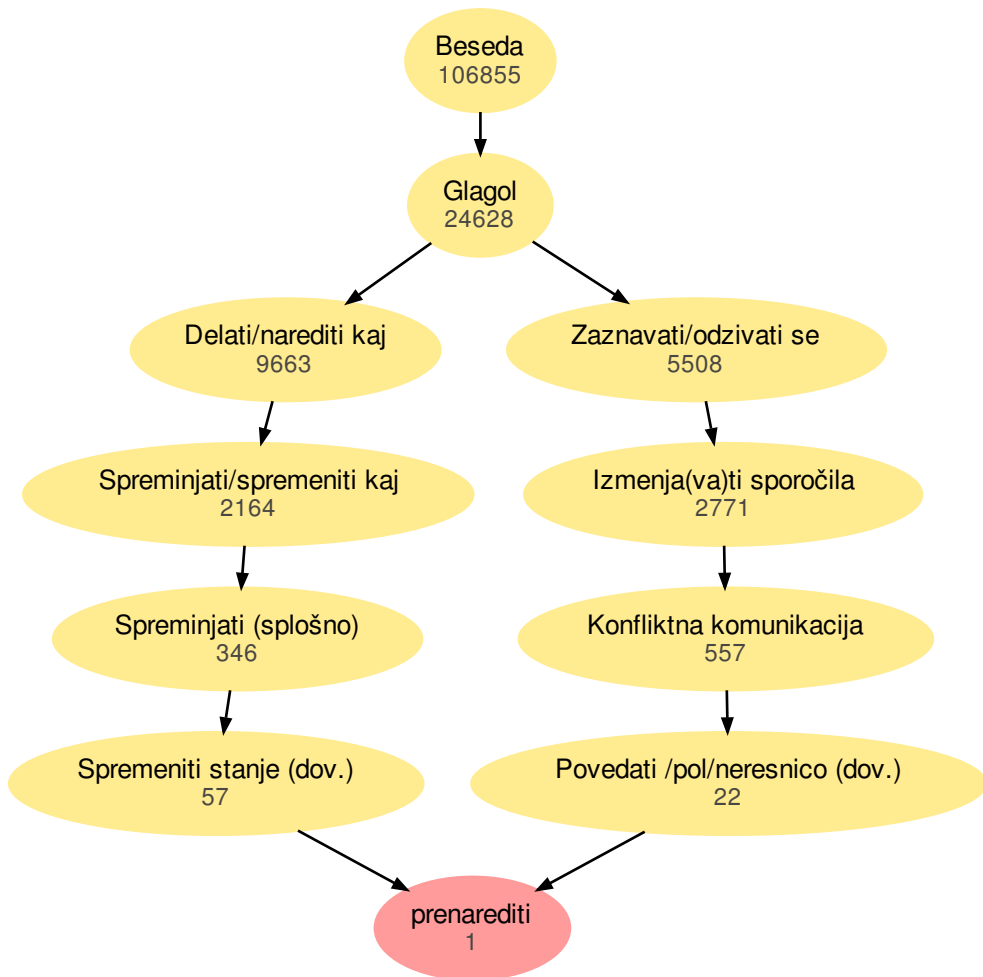 Beseda
106855
Glagol
24628
Delati/narediti kaj
9663
Zaznavati/odzivati se
5508
Spreminjati/spremeniti kaj
2164
Izmenja(va)ti sporočila
2771
Spreminjati (splošno)
346
Konfliktna komunikacija
557
Spremeniti stanje (dov.)
57
Povedati /pol/neresnico (dov.)
22
prenarediti
1